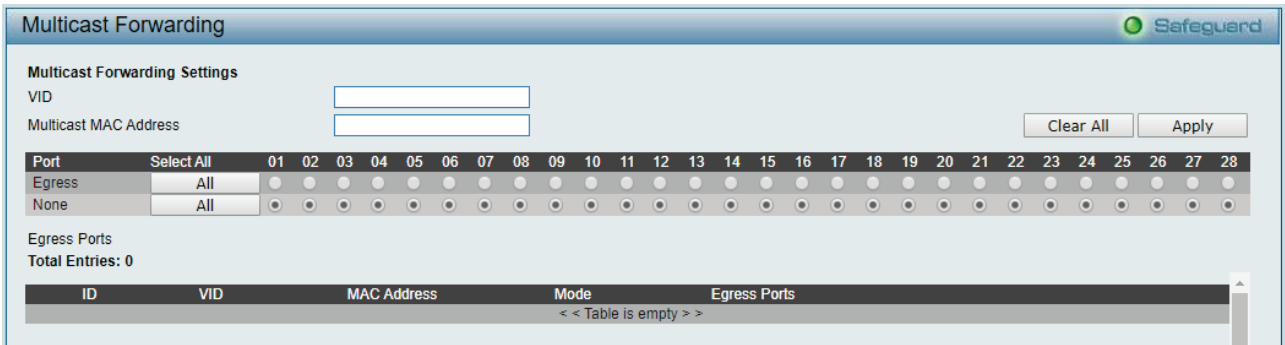 Multicast Forwarding Safeguard
Multicast Forwarding Settings
VID
Multicast MAC Address
Clear All Apply
Port Select All 01 02 03 04 05 06 07 08 09 10 11 12 13 14 15 16 17 18 19 20 21 22 23 24 25 26 27 28
Egress All
None All
Egress Ports
Total Entries: 0
ID VID MAC Address Mode Egress Ports
< < Table is empty > >